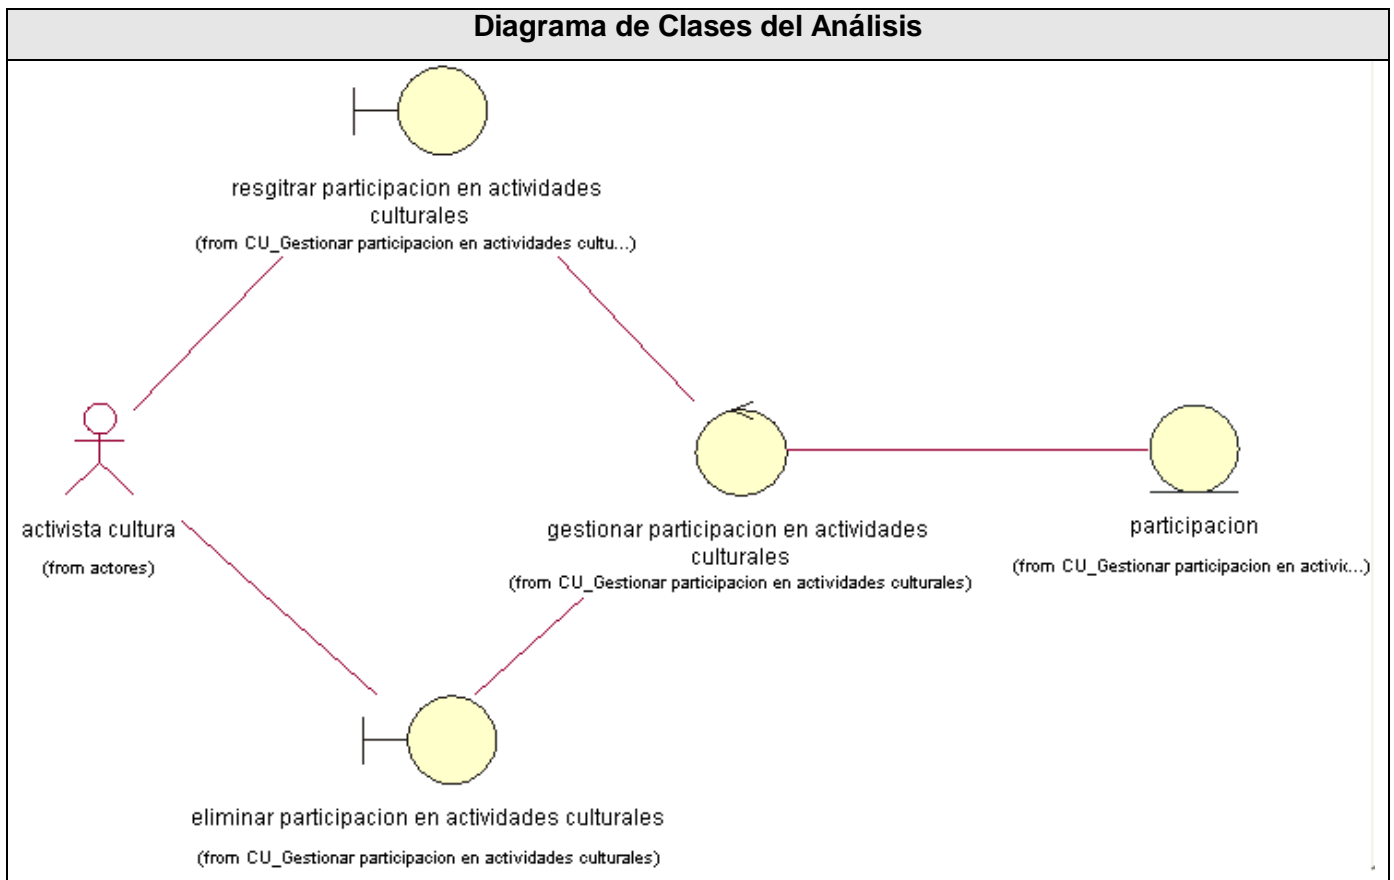 Diagrama de Clases del Análisis
resgitrar participacion en actividades
culturales
(from CU_Gestionar participacion en actividades cultu...)
activista cultura
(from actores)
gestionar participacion en actividades
culturales
(from CU_Gestionar participacion en actividades culturales)
participacion
(from CU_Gestionar participacion en activic...)
eliminar participacion en actividades culturales
(from CU_Gestionar participacion en actividades culturales)